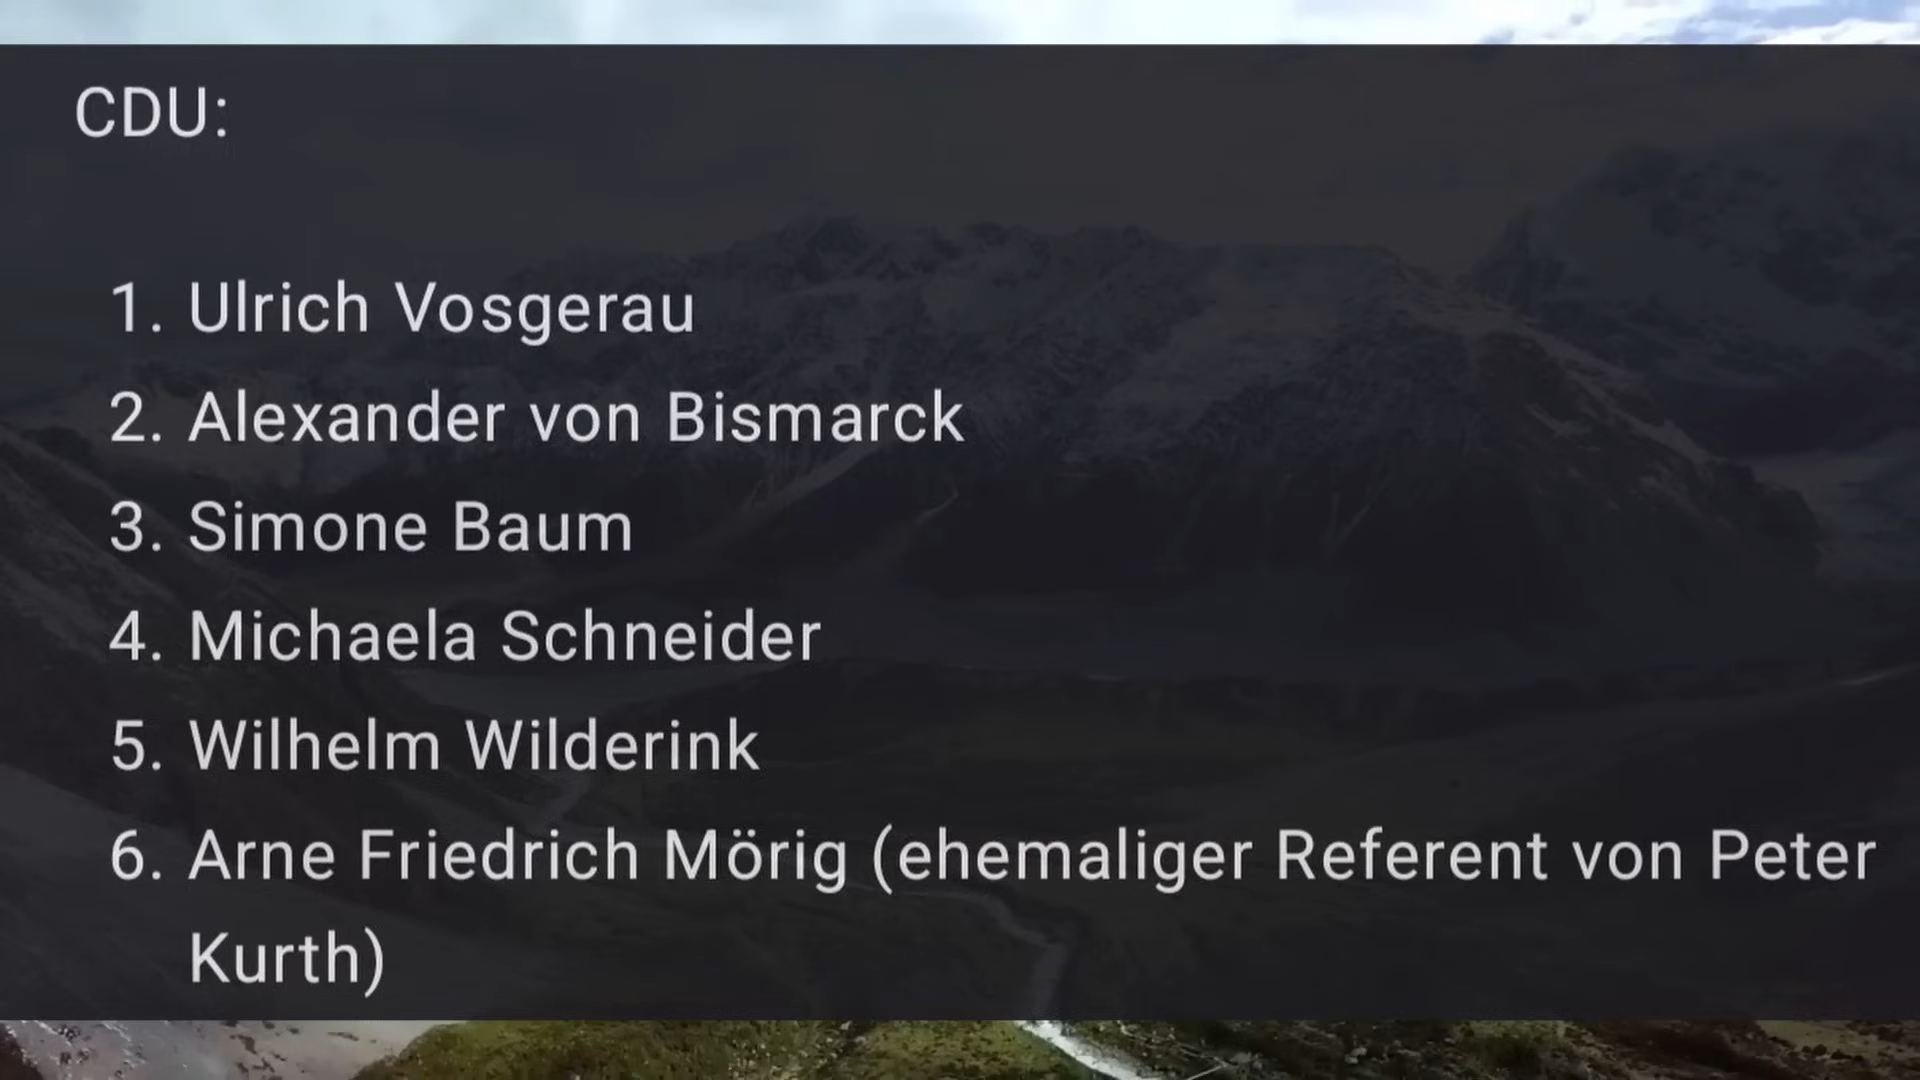 CDU:
1. Ulrich Vosgerau
2. Alexander von Bismarck
3. Simone Baum
4. Michaela Schneider
5. Wilhelm Wilderink
6. Arne Friedrich Mörig (ehemaliger Referent von Peter
Kurth)